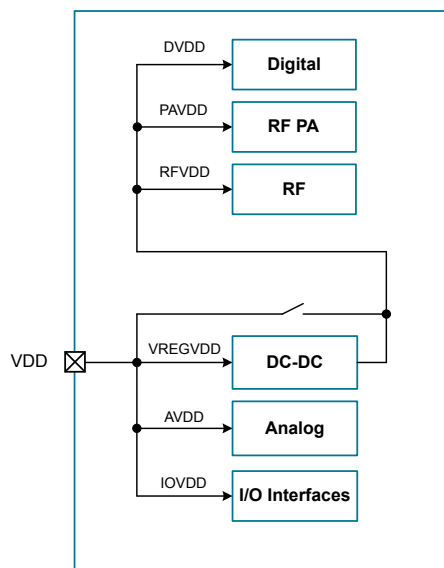 DVDD
Digital
PAVDD
RF PA
RFVDD
RF
VDD
VREGVDD
DC-DC
AVDD
Analog
IOVDD
I/O Interfaces